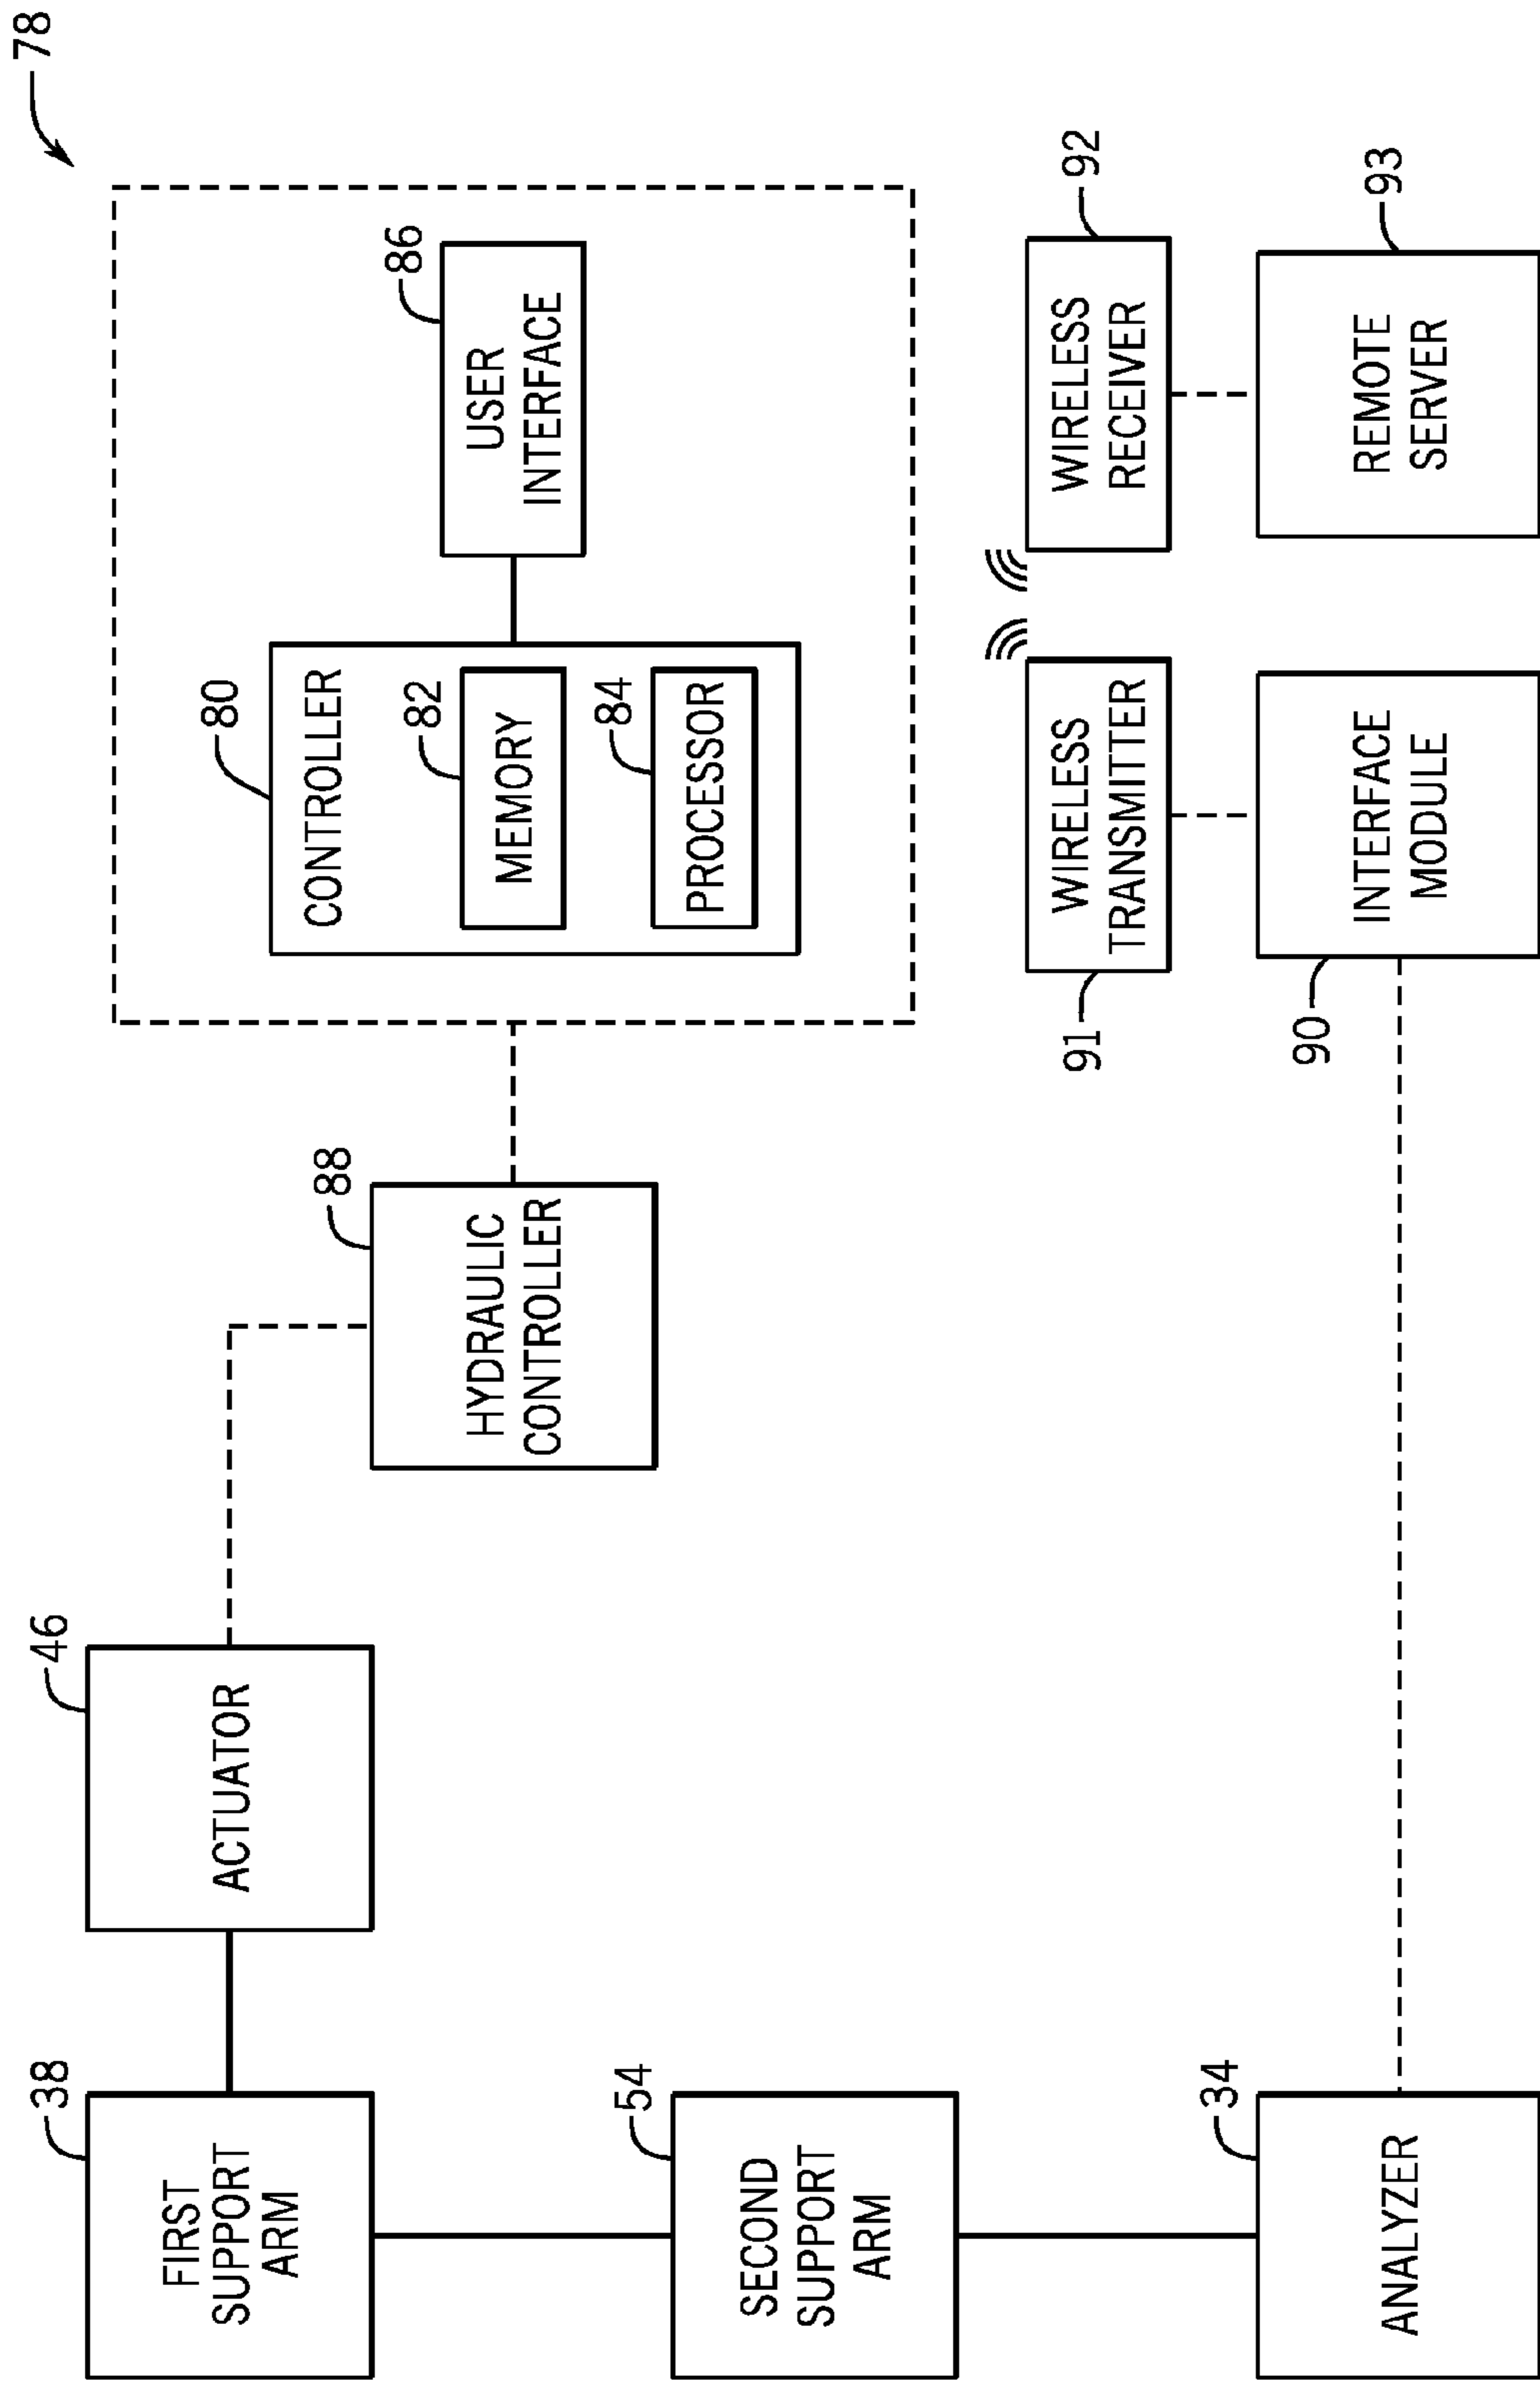 78
38
FIRST
SUPPORT
ARM
46
ACTUATOR
88
HYDRAULIC
CONTROLLER
80
CONTROLLER
82
MEMORY
84
PROCESSOR
86
USER
INTERFACE
54
SECOND
SUPPORT
ARM
91
WIRELESS
TRANSMITTER
92
WIRELESS
RECEIVER
34
ANALYZER
90
INTERFACE
MODULE
93
REMOTE
SERVER